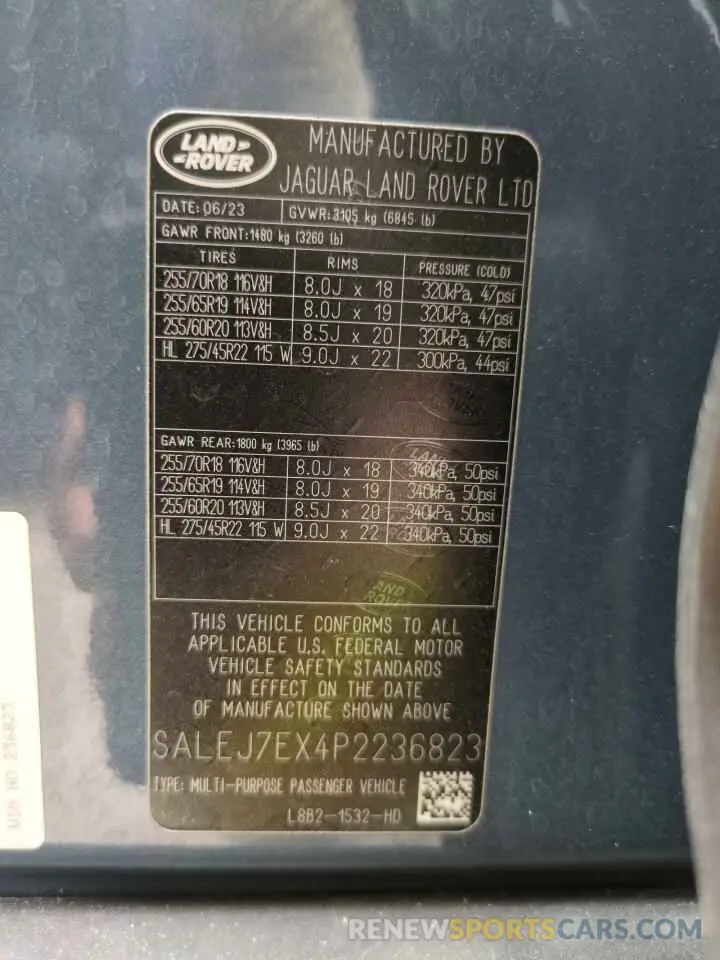 LAND-
-ROVER
MANUFACTURED BY
JAGUAR LAND ROVER LTD
DATE: 06/23 GVWR:3105 kg (6845 lb)
GAWR FRONT:1480 kg (3260 lb)
TIRES RIMS PRESSURE (COLD)
255/70R18 116V&H 8.0J x 18 320kPa, 47psi
255/65R19 114V&H 8.0J x 19 320kPa, 47psi
255/60R20 113V&H 8.5J x 20 320kPa, 47psi
HL 275/45R22 115 W 9.0J x 22 300kPa, 44psi
GAWR REAR:1800 kg (3965 lb)
255/70R18 116V&H 8.0J x 18 340kPa, 50psi
255/65R19 114V&H 8.0J x 19 340kPa, 50psi
255/60R20 113V&H 8.5J x 20 340kPa, 50psi
HL 275/45R22 115 W 9.0J x 22 340kPa, 50psi
THIS VEHICLE CONFORMS TO ALL
APPLICABLE U.S. FEDERAL MOTOR
VEHICLE SAFETY STANDARDS
IN EFFECT ON THE DATE
OF MANUFACTURE SHOWN ABOVE
SALEJ7EX4P2236823
TYPE: MULTI-PURPOSE PASSENGER VEHICLE
L8B2-1532-HD
NO 236823
RENEWSPORTSCARS.COM